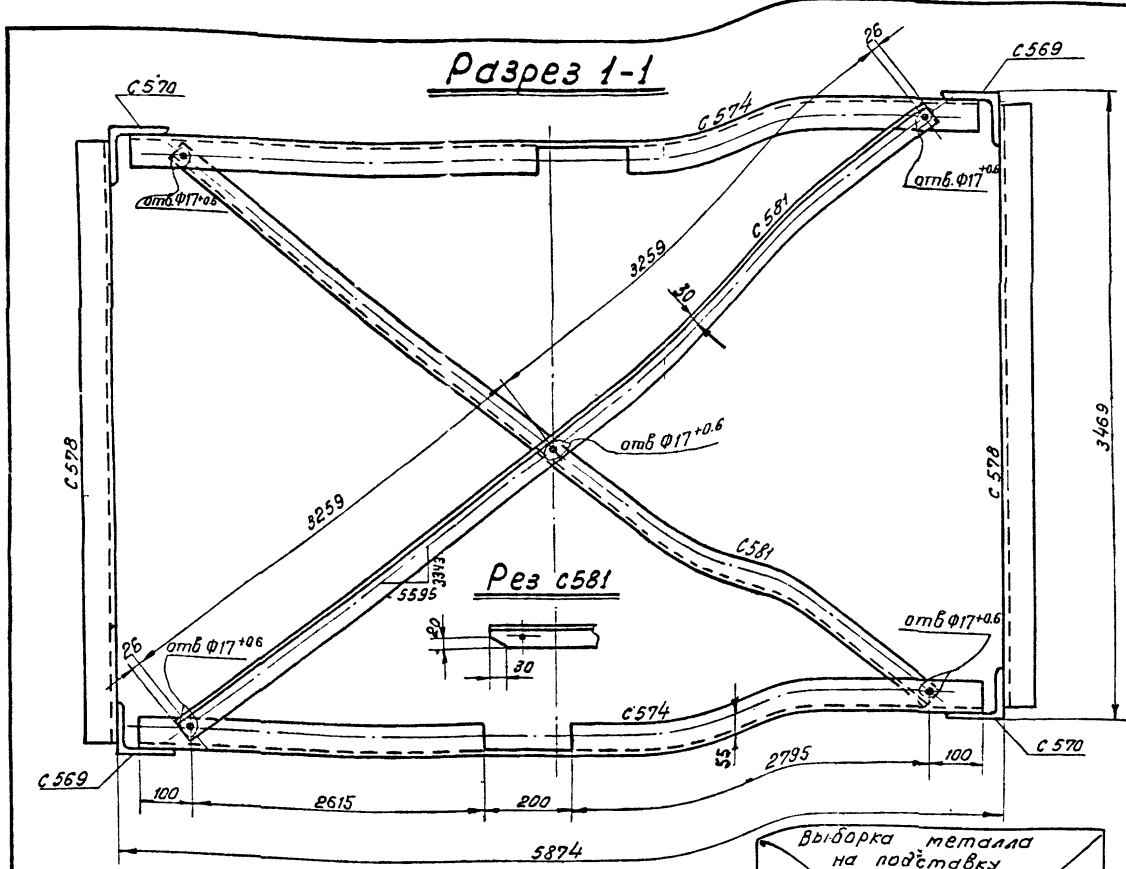 Разрез 1-1
26
с569
с570
с574
отв.Ф17+0.6
отв.Ф17+0.6
с581
3259
30
отв Ф17+0.6
3469
с578
с578
3259
с581
3343
5595
Рез с581
20
30
26
отв Ф17+0.6
отв Ф17+0.6
с574
55
с570
с569
2795
100
100
2615
200
5874
Выборка металла
на подставку